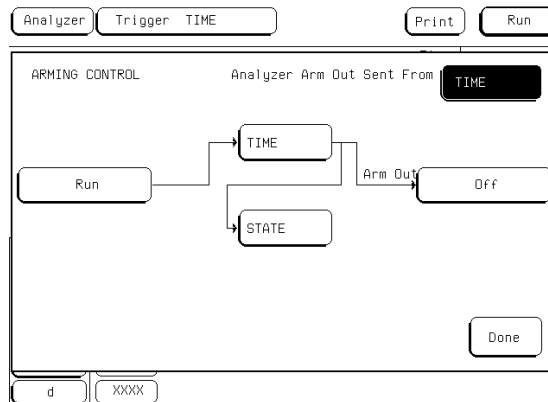 Analyzer Trigger TIME Print Run
ARMING CONTROL Analyzer Arm Out Sent From TIME
TIME
Run Arm Out Off
STATE
Done
d XXXX